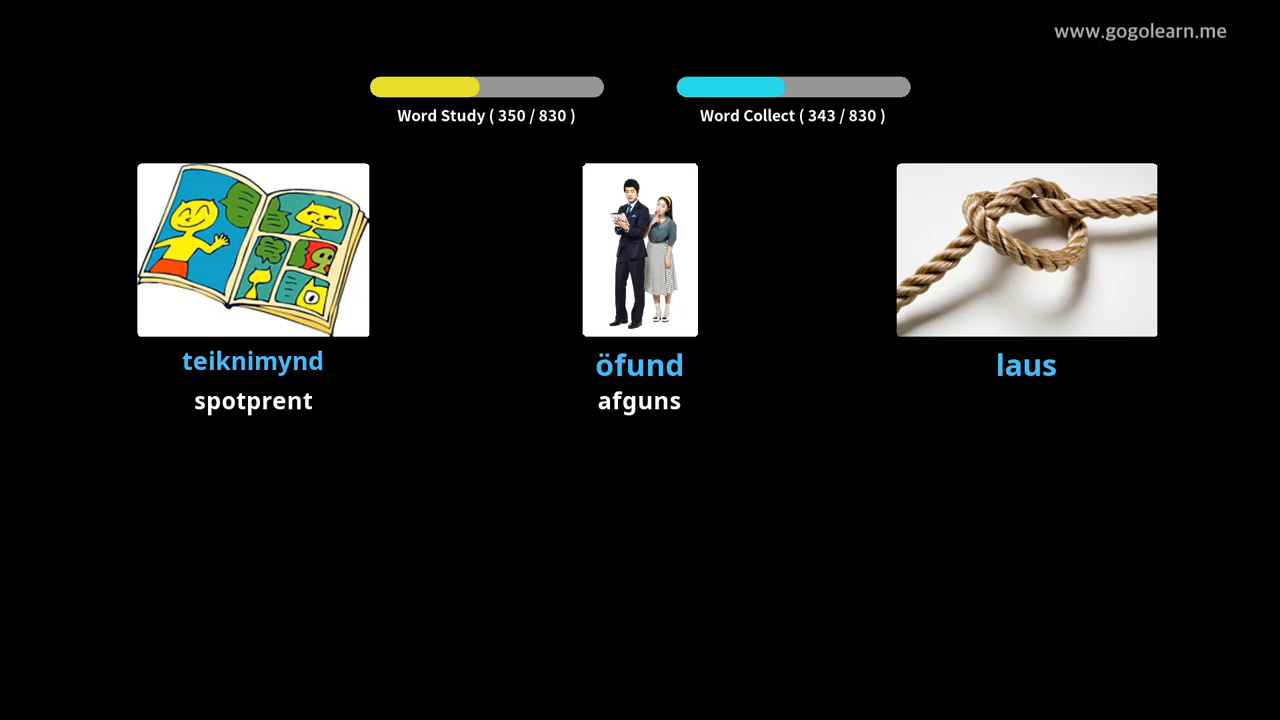 www.gogolearn.me
Word Study ( 350 / 830 )
Word Collect ( 343 / 830 )
teiknimynd
spotprent
öfund
afguns
laus